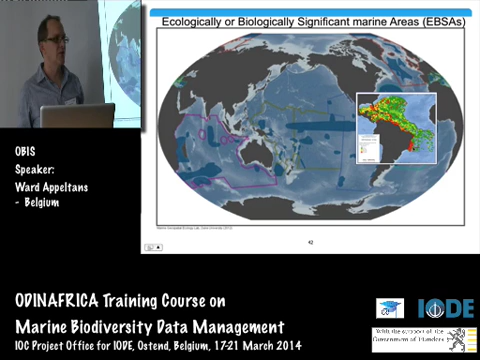 Ecologically or Biologically Significant marine Areas (EBSAs)
42
OBIS
Speaker:
Ward Appeltans
- Belgium
ODINAFRICA Training Course on
Marine Biodiversity Data Management
IOC Project Office for IODE, Ostend, Belgium, 17-21 March 2014
IODE
With the support of the
Government of Flanders